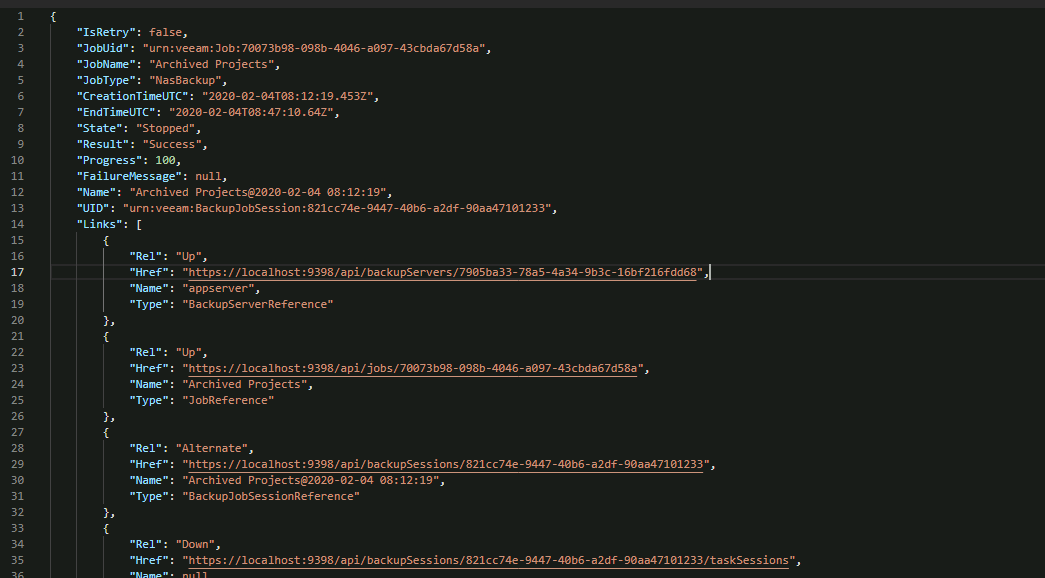 1 {
2 "IsRetry": false,
3 "JobUid": "urn:veeam:Job:70073b98-098b-4046-a097-43cbda67d58a",
4 "JobName": "Archived Projects",
5 "JobType": "NasBackup",
6 "CreationTimeUTC": "2020-02-04T08:12:19.453Z",
7 "EndTimeUTC": "2020-02-04T08:47:10.64Z",
8 "State": "Stopped",
9 "Result": "Success",
10 "Progress": 100,
11 "FailureMessage": null,
12 "Name": "Archived Projects@2020-02-04 08:12:19",
13 "UID": "urn:veeam:BackupJobSession:821cc74e-9447-40b6-a2df-90aa47101233",
14 "Links": [
15 {
16 "Rel": "Up",
17 "Href": "https://localhost:9398/api/backupServers/7905ba33-78a5-4a34-9b3c-16bf216fdd68",
18 "Name": "appserver",
19 "Type": "BackupServerReference"
20 },
21 {
22 "Rel": "Up",
23 "Href": "https://localhost:9398/api/jobs/70073b98-098b-4046-a097-43cbda67d58a",
24 "Name": "Archived Projects",
25 "Type": "JobReference"
26 },
27 {
28 "Rel": "Alternate",
29 "Href": "https://localhost:9398/api/backupSessions/821cc74e-9447-40b6-a2df-90aa47101233",
30 "Name": "Archived Projects@2020-02-04 08:12:19",
31 "Type": "BackupJobSessionReference"
32 },
33 {
34 "Rel": "Down",
35 "Href": "https://localhost:9398/api/backupSessions/821cc74e-9447-40b6-a2df-90aa47101233/taskSessions",
36 "Name": null